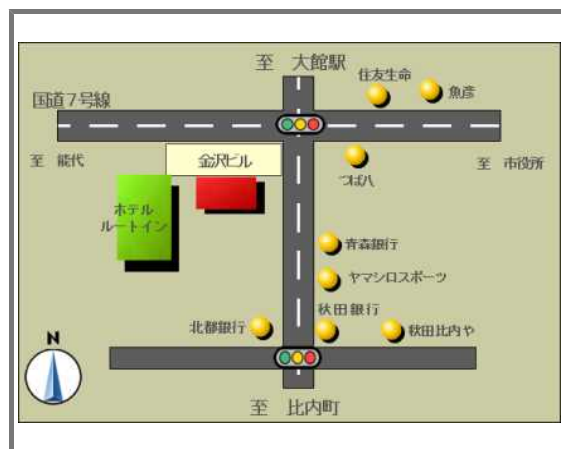 至 大館駅
住友生命
魚彦
国道7号線
至 能代
金沢ビル
つぼ八
至 市役所
ホテル
ルートイン
青森銀行
ヤマシロスポーツ
秋田銀行
北都銀行
秋田比内や
N
至 比内町